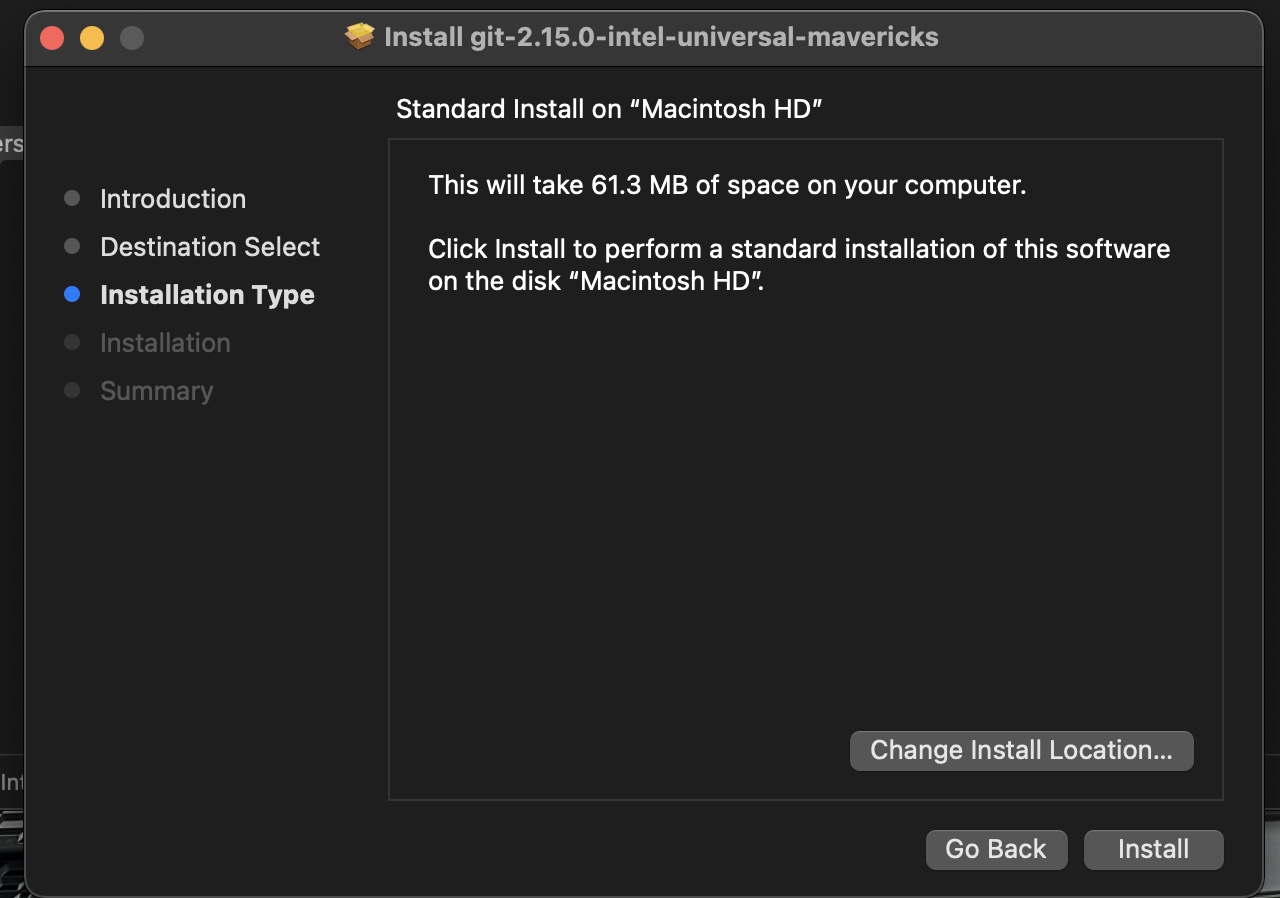 Install git-2.15.0-intel-universal-mavericks
Standard Install on “Macintosh HD”
ers
Introduction
Destination Select
Installation Type
Installation
Summary
This will take 61.3 MB of space on your computer.
Click Install to perform a standard installation of this software
on the disk “Macintosh HD”.
Change Install Location...
Int
Go Back
Install